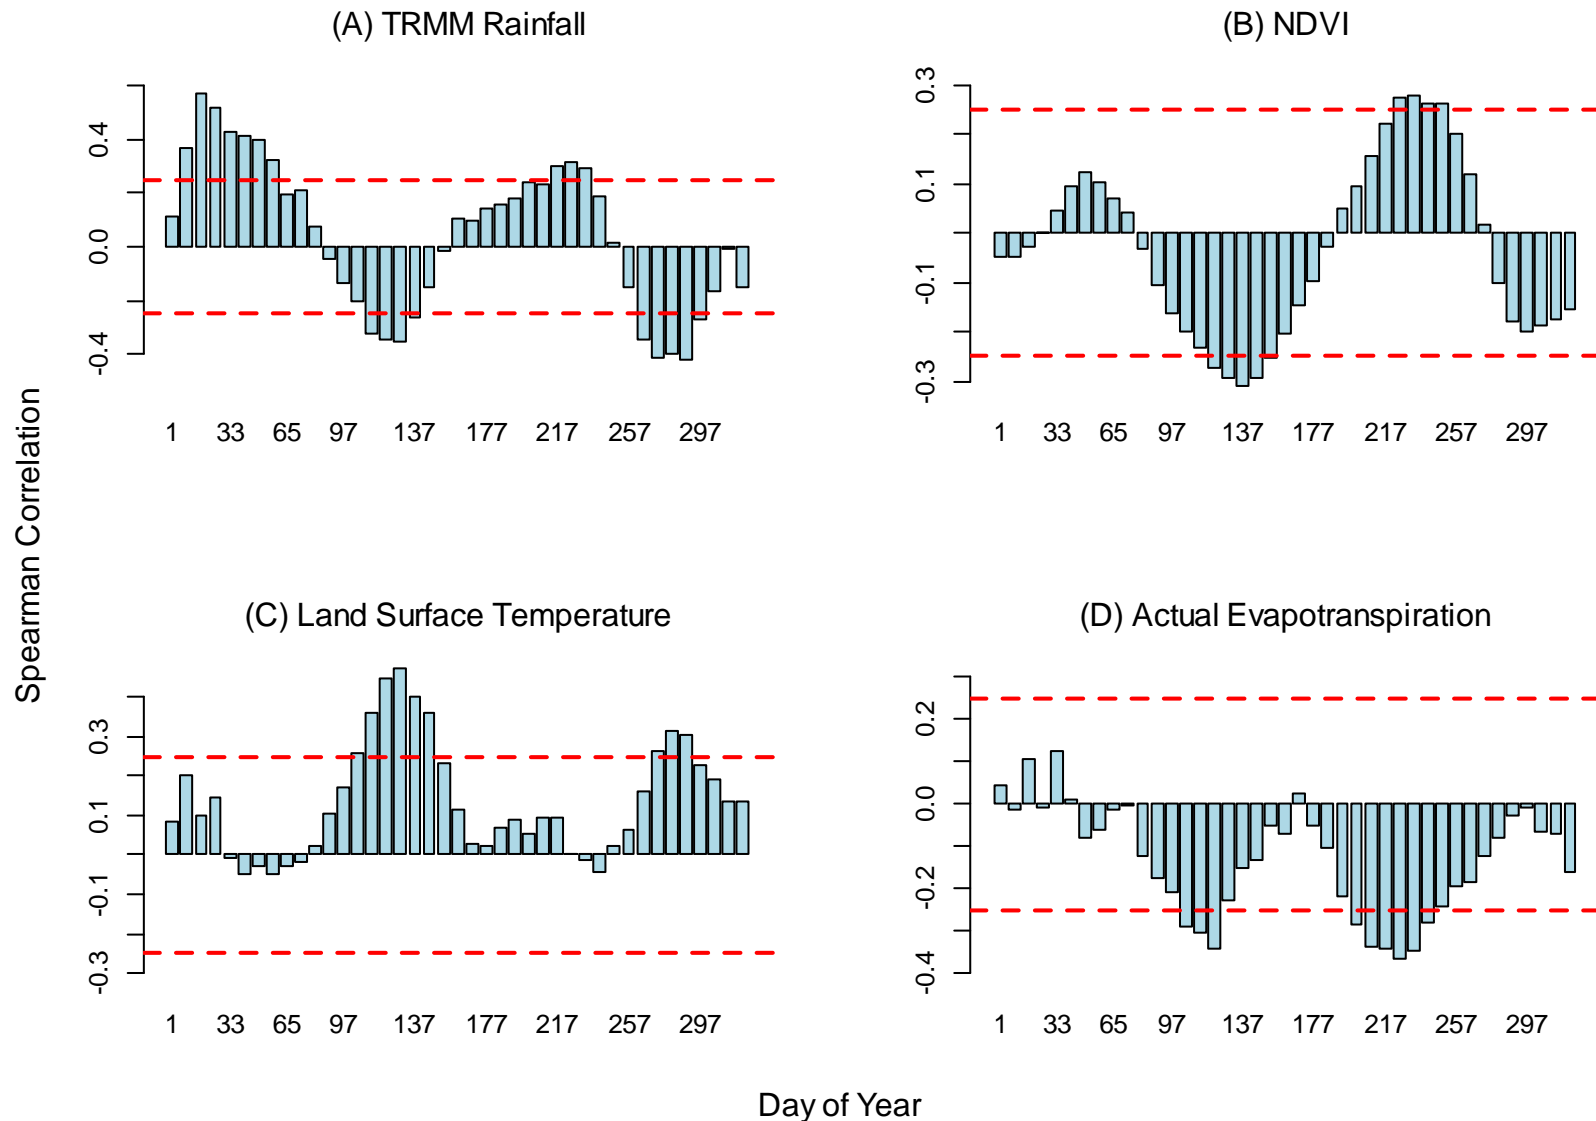 (A) TRMM Rainfall
0.4
0.0
-0.4
1 33 65 97 137 177 217 257 297
(B) NDVI
0.3
0.1
-0.1
-0.3
1 33 65 97 137 177 217 257 297
Spearman Correlation
(C) Land Surface Temperature
0.3
0.1
-0.1
-0.3
1 33 65 97 137 177 217 257 297
(D) Actual Evapotranspiration
0.2
0.0
-0.2
-0.4
1 33 65 97 137 177 217 257 297
Day of Year